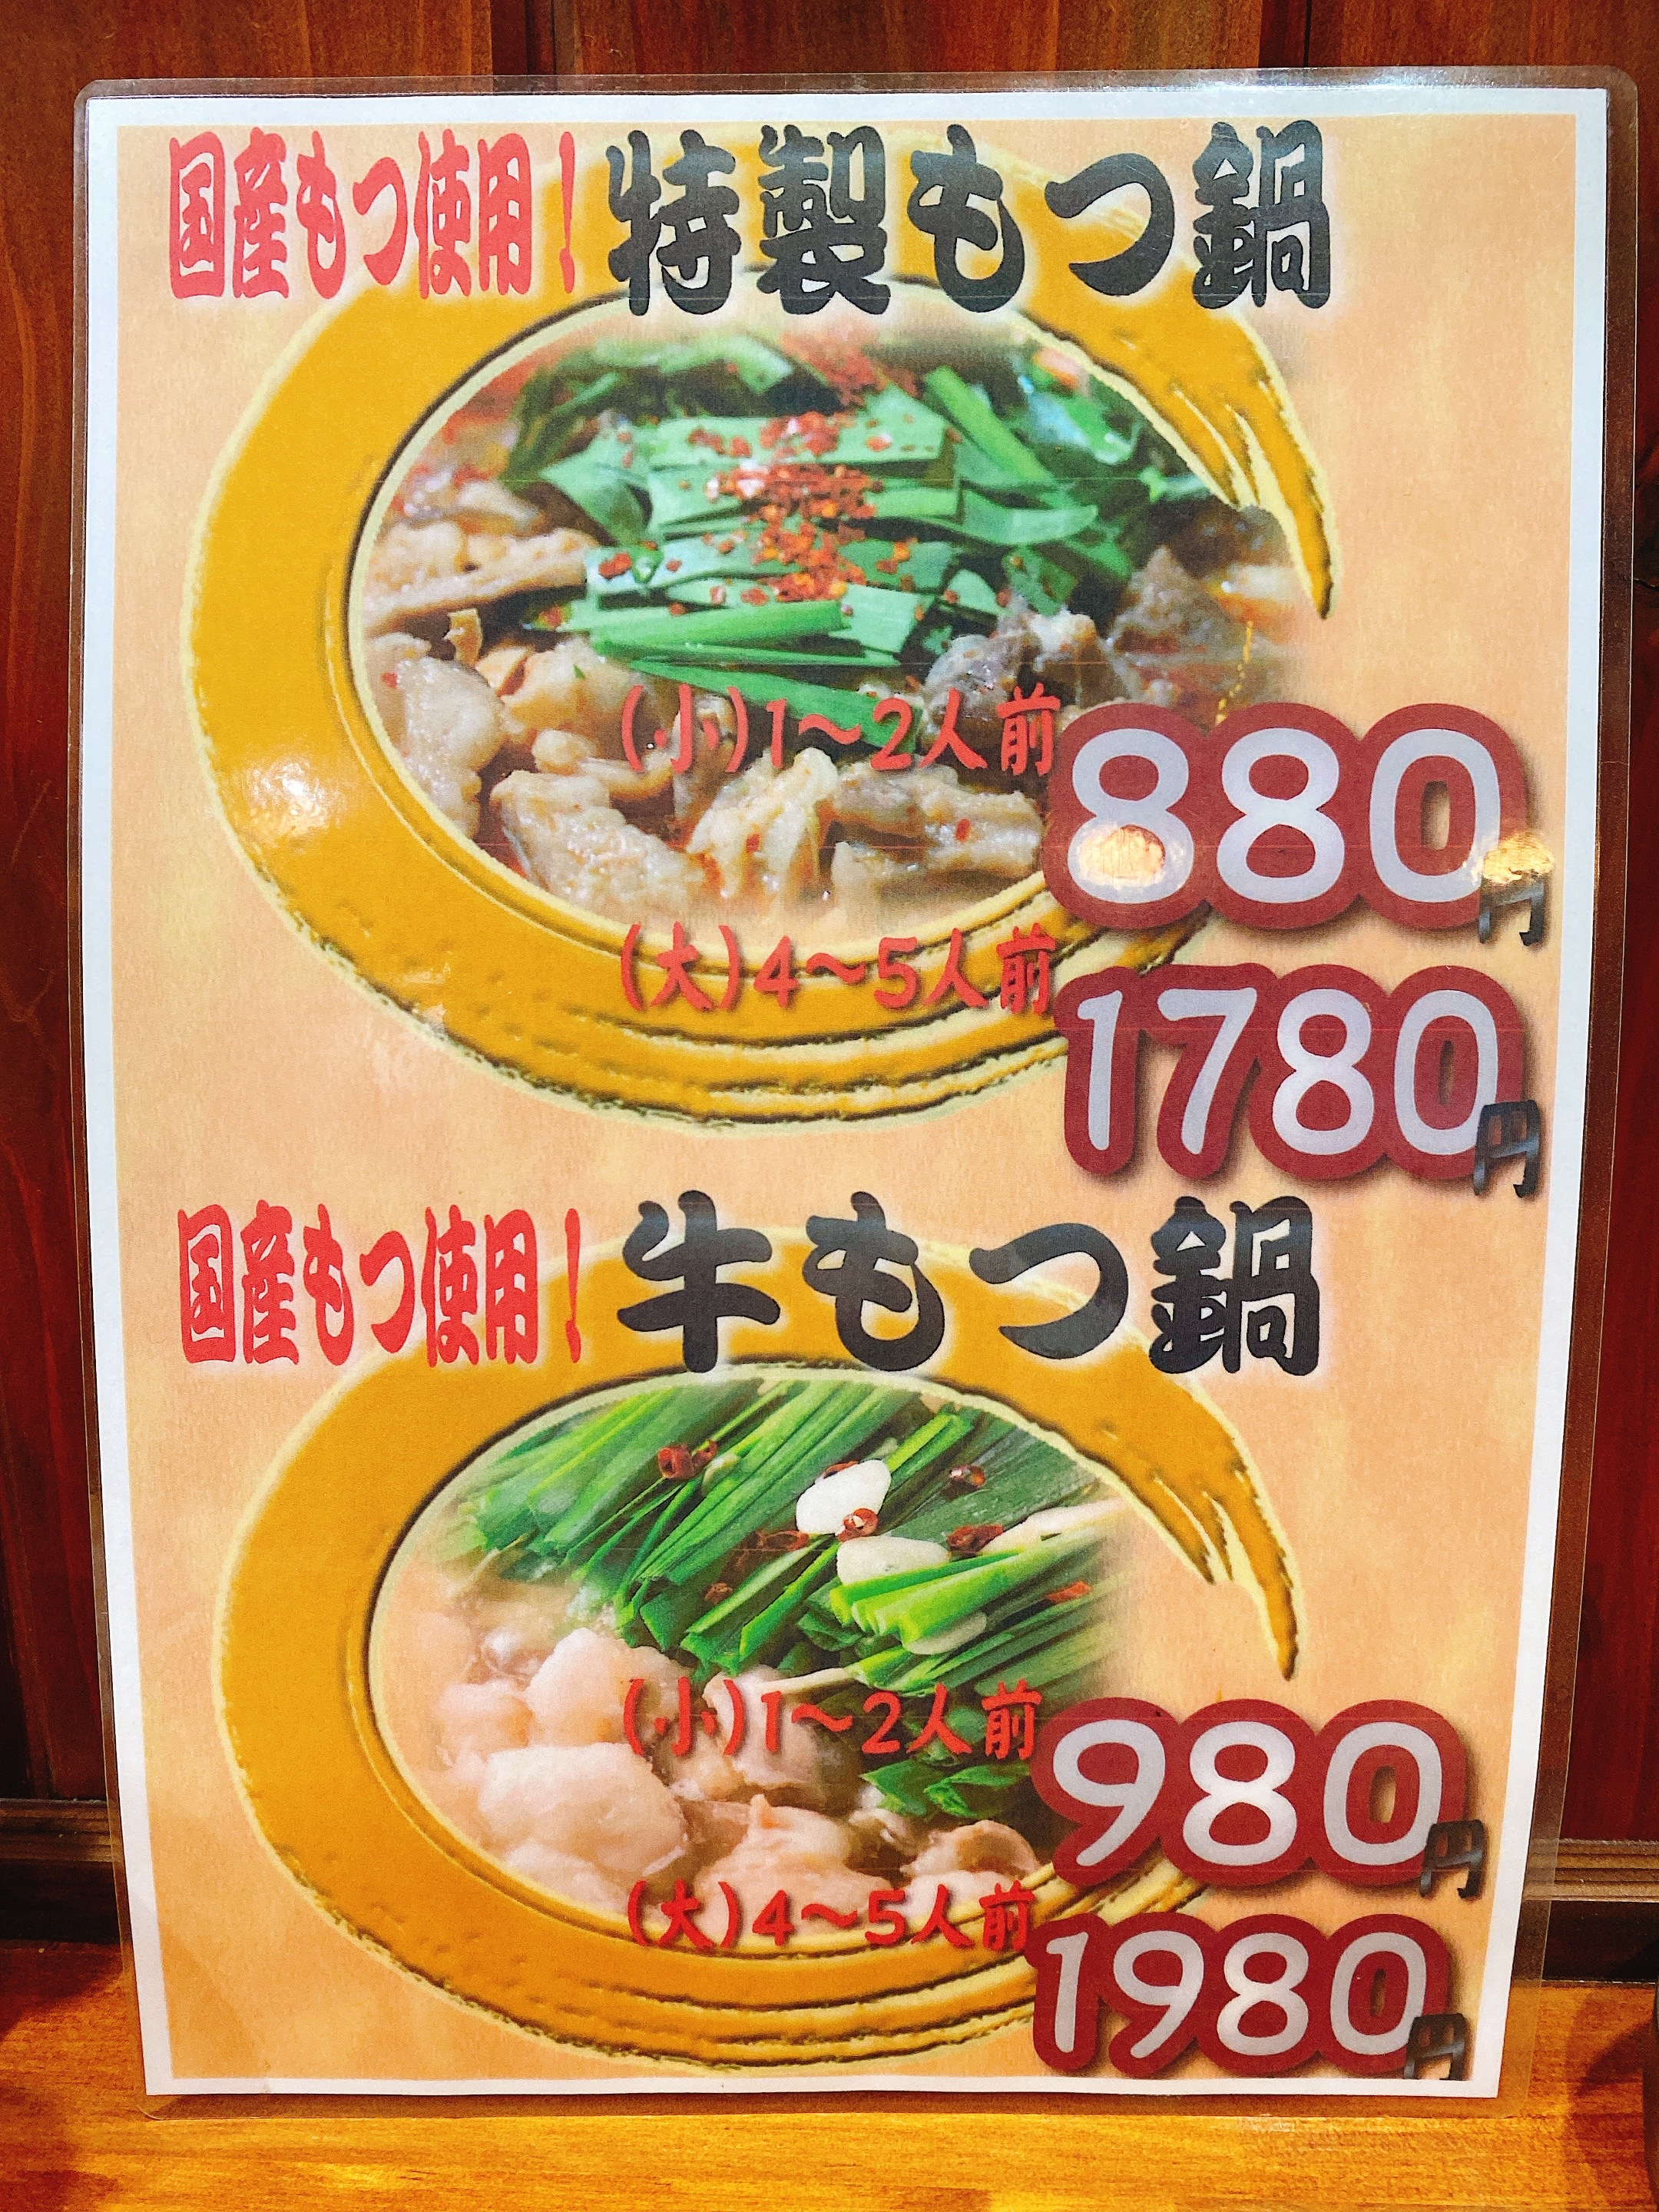 国産もつ使用！特製もつ鍋
(小)1〜2人前 880円
(大)4〜5人前 1780円
国産もつ使用！牛もつ鍋
(小)1〜2人前 980円
(大)4〜5人前 1980円